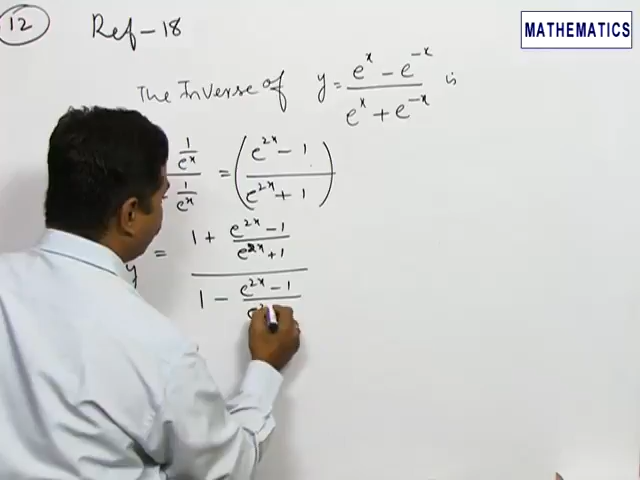 12 Ref-18
MATHEMATICS
The Inverse of y = (e^x - e^-x)/(e^x + e^-x) is
1/e^x / 1/e^x = ((e^2x - 1)/(e^2x + 1))
y = (1 + (e^2x - 1)/(e^2x + 1))/(1 - (e^2x - 1)/(e^2